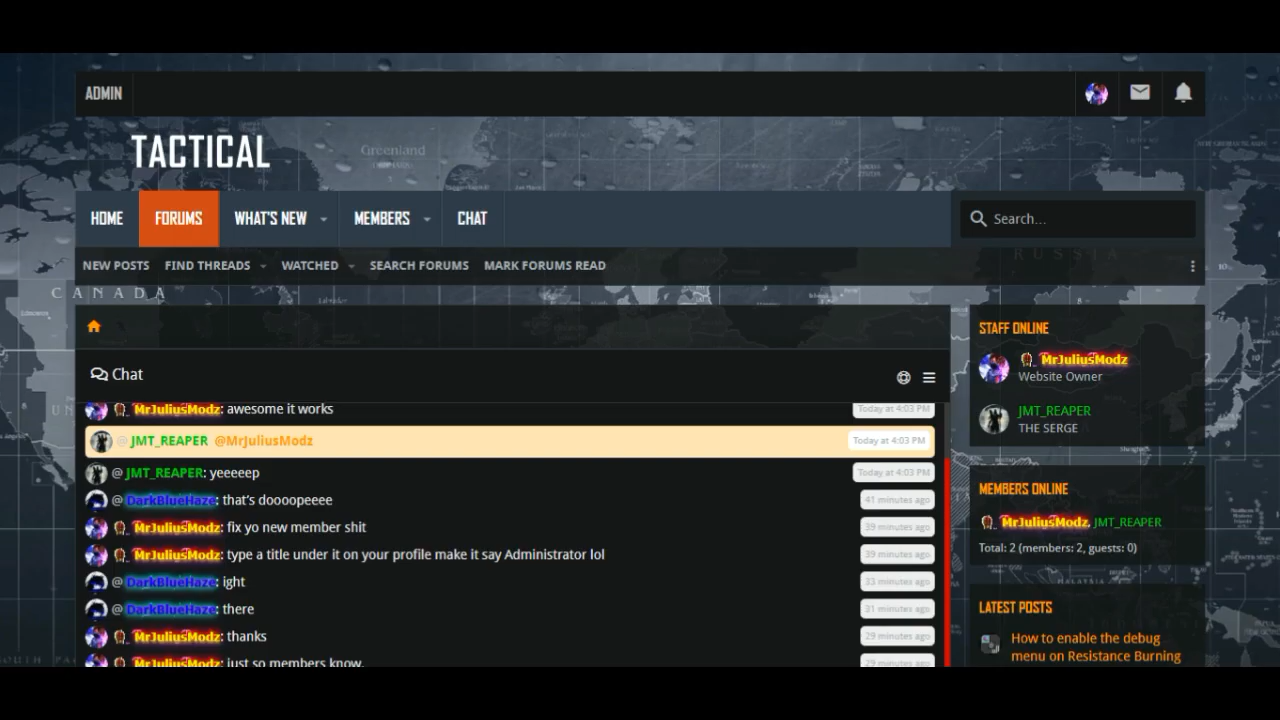 ADMIN
TACTICAL
Greenland
HOME FORUMS WHAT'S NEW MEMBERS CHAT Search...
RUSSIA
NEW POSTS FIND THREADS WATCHED SEARCH FORUMS MARK FORUMS READ
10
CANADA
Chat
MrJuliusModz: awesome it works Today at 4:03 PM
@ JMT_REAPER @MrJuliusModz Today at 4:03 PM
@ JMT_REAPER: yeeeeep Today at 4:03 PM
@ DarkBlueHaze: that's doooopeeee 41 minutes ago
MrJuliusModz: fix yo new member shit 39 minutes ago
MrJuliusModz: type a title under it on your profile make it say Administrator lol 39 minutes ago
@ DarkBlueHaze: ight 33 minutes ago
@ DarkBlueHaze: there 31 minutes ago
MrJuliusModz: thanks 29 minutes ago
MrJuliusModz: just so members know. 29 minutes ago
STAFF ONLINE
MrJuliusModz
Website Owner
JMT_REAPER
THE SERGE
MEMBERS ONLINE
MrJuliusModz, JMT_REAPER
Total: 2 (members: 2, guests: 0)
LATEST POSTS
How to enable the debug
menu on Resistance Burning